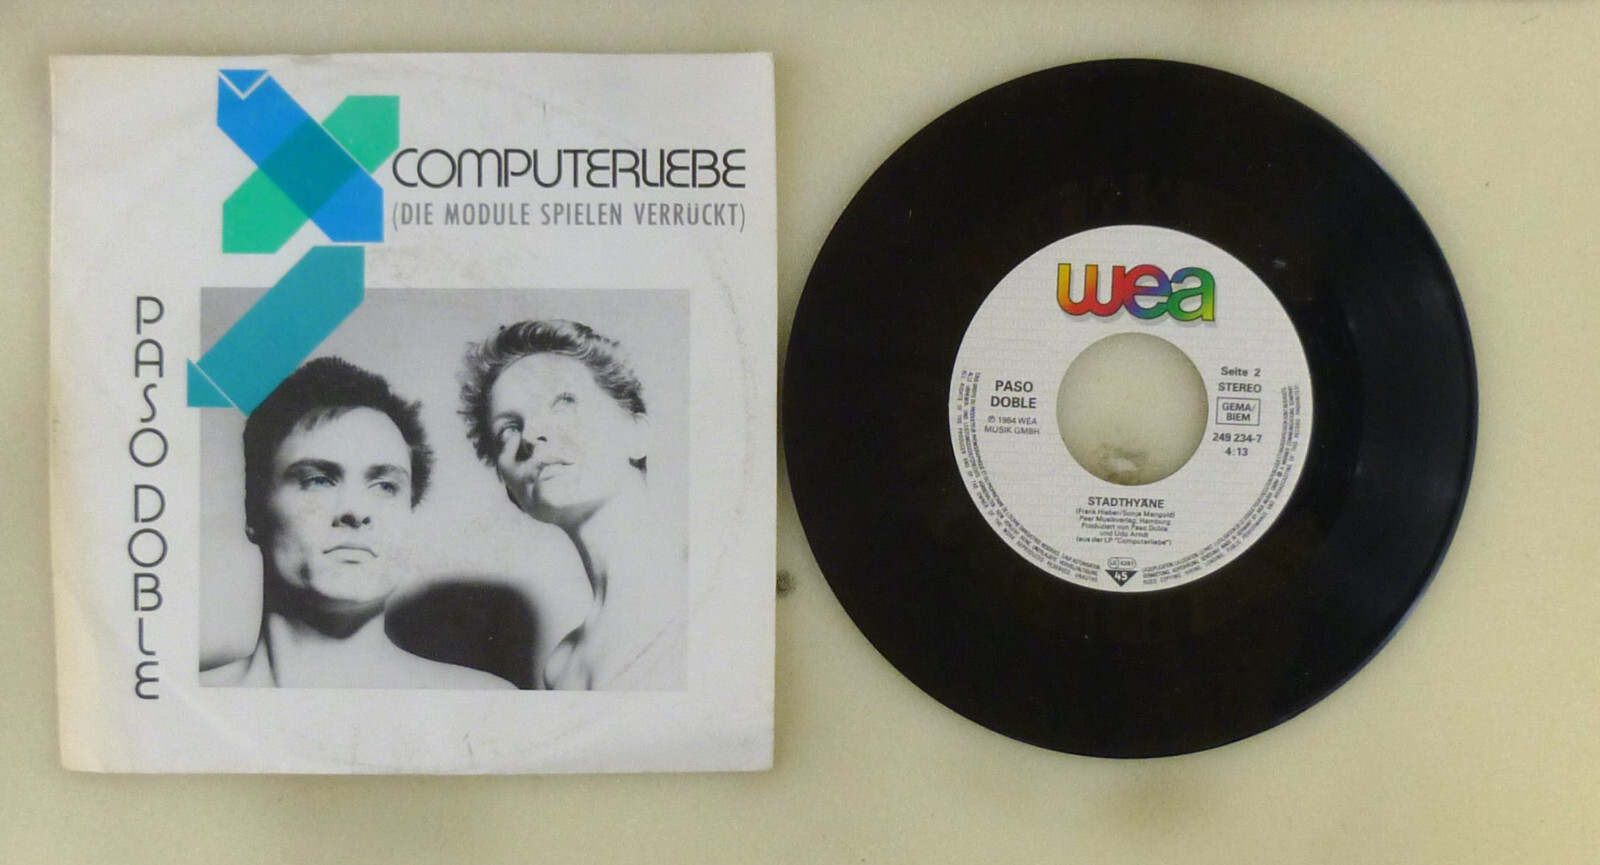 COMPUTERLIEBE
(DIE MODULE SPIELEN VERRÜCKT)
PASO DOBLE
wea
PASO
DOBLE
℗ 1984 WEA
MUSIK GMBH
Seite 2
STEREO
GEMA/
BIEM
249 234-7
4:13
STADTHYÄNE
(Frank Hieber/Sonja Mangold)
Peer Musikverlag, Hamburg
Produziert von Paso Doble
und Udo Arndt
(aus der LP "Computerliebe")
45